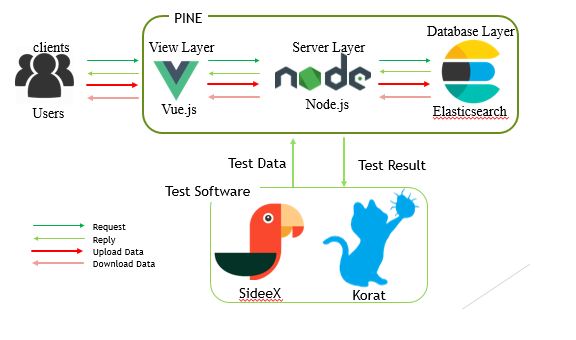 PINE
clients
View Layer
Server Layer
Database Layer
node
Users
Vue.js
Node.js
Elasticsearch
Test Data
Test Result
Test Software
Request
Reply
Upload Data
Download Data
SideeX
Korat